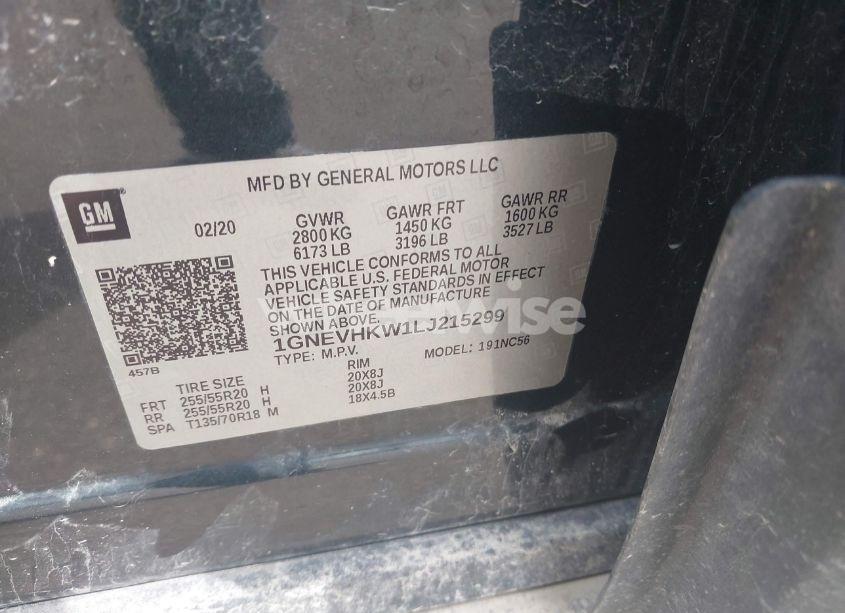 MFD BY GENERAL MOTORS LLC
GM
02/20
GVWR
2800 KG
6173 LB
GAWR FRT
1450 KG
3196 LB
GAWR RR
1600 KG
3527 LB
THIS VEHICLE CONFORMS TO ALL
APPLICABLE U.S. FEDERAL MOTOR
VEHICLE SAFETY STANDARDS IN EFFECT
ON THE DATE OF MANUFACTURE
SHOWN ABOVE.
1GNEVHKW1LJ215299
TYPE: M.P.V. MODEL: 191NC56
457B
TIRE SIZE RIM
FRT 255/55R20 H 20X8J
RR 255/55R20 H 20X8J
SPA T135/70R18 M 18X4.5B